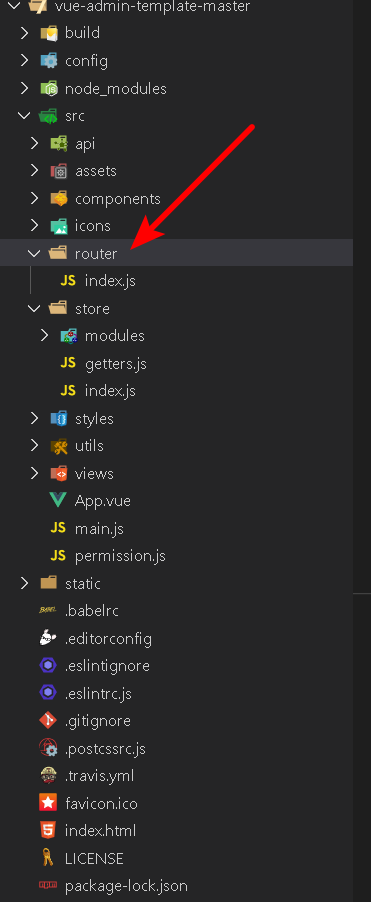 vue-admin-template-master
build
config
node_modules
src
api
assets
components
icons
router
JS index.js
store
modules
JS getters.js
JS index.js
styles
utils
views
App.vue
JS main.js
JS permission.js
static
BABEL .babelrc
.editorconfig
.eslintignore
.eslintrc.js
.gitignore
.postcssrc.js
.travis.yml
favicon.ico
index.html
LICENSE
npm package-lock.json